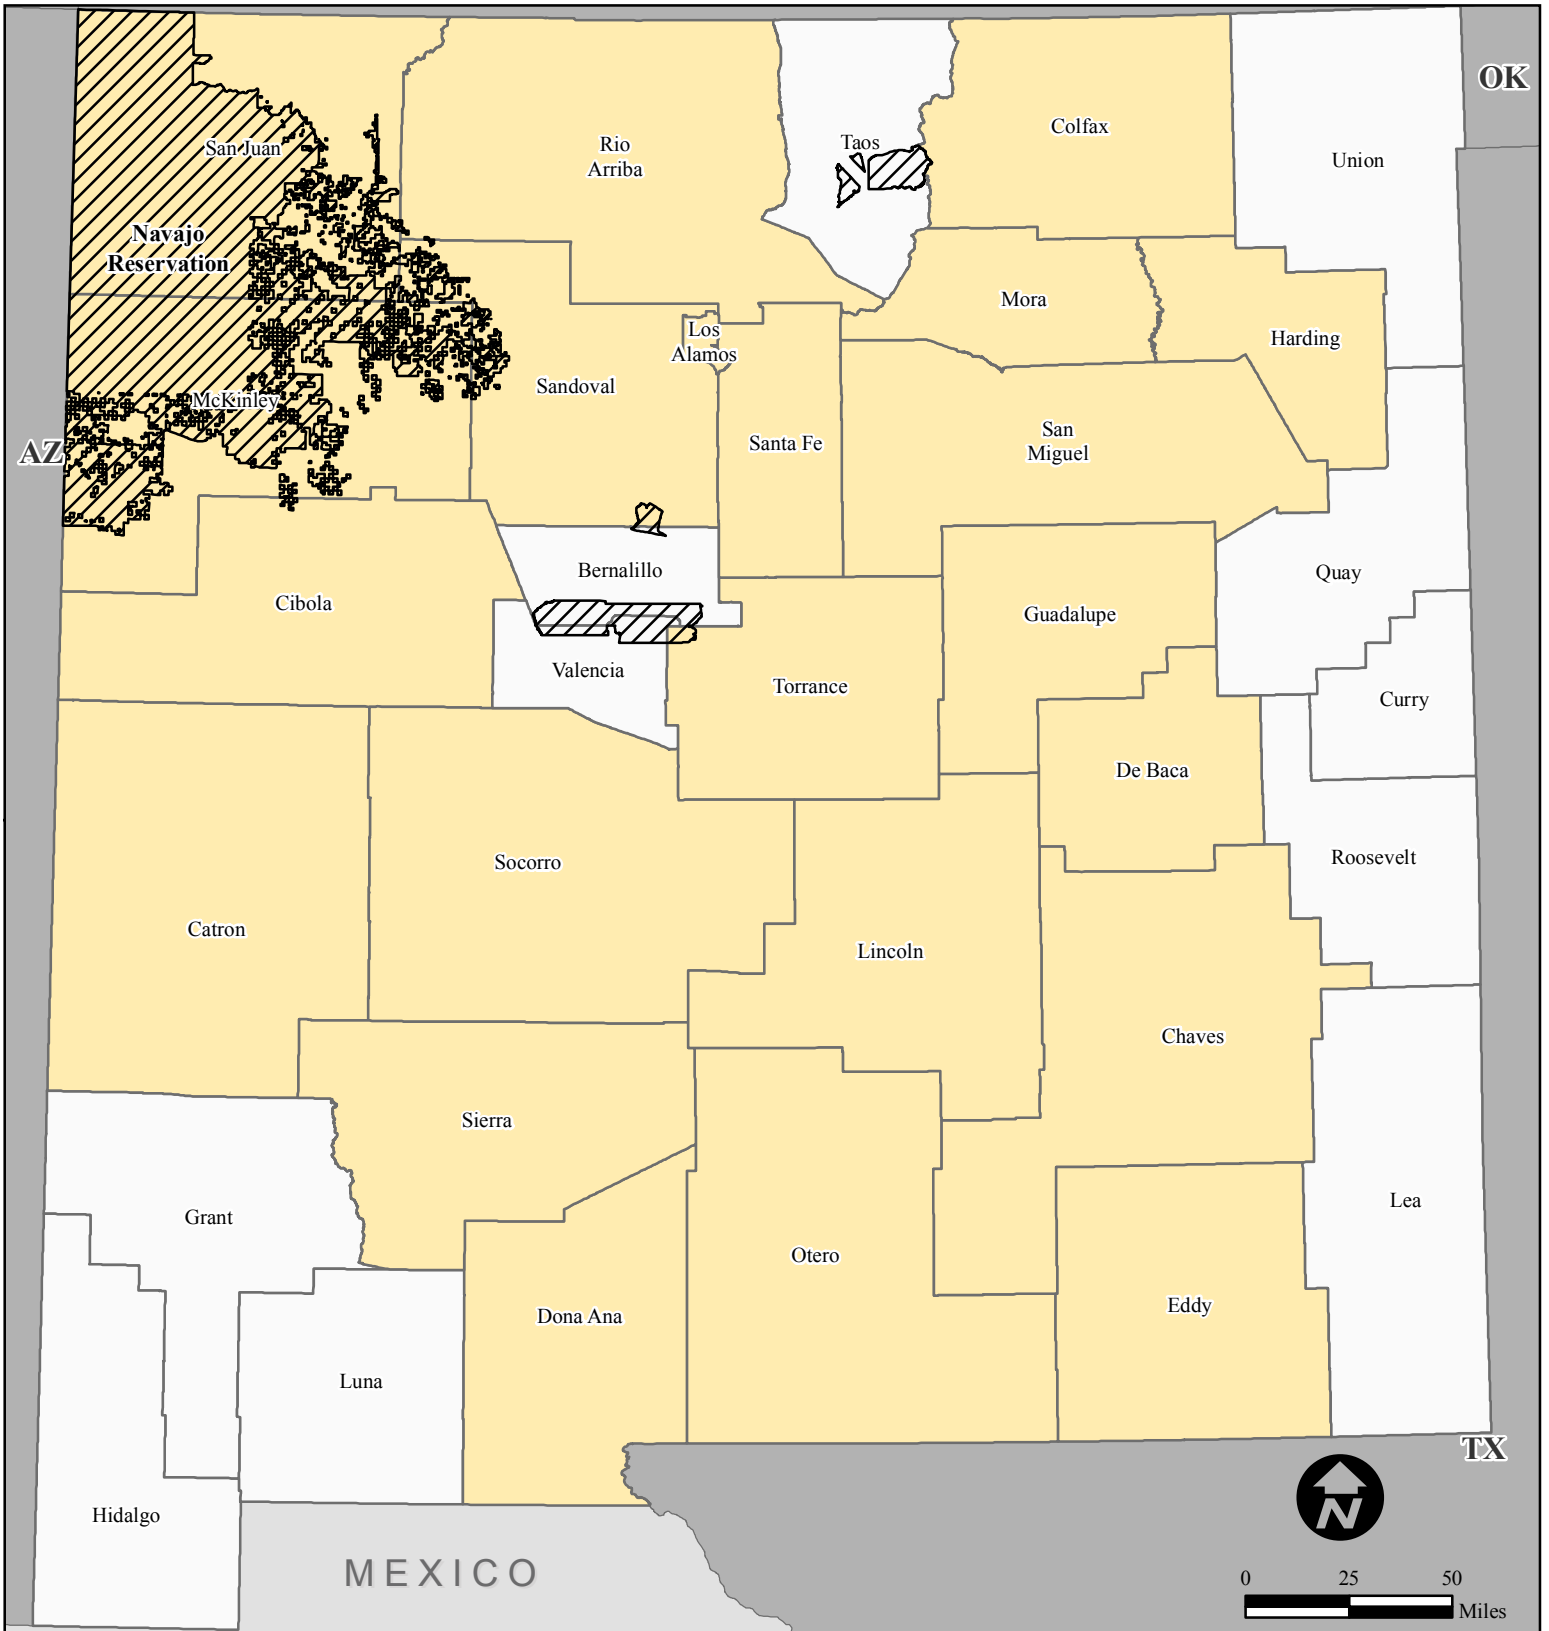 OK
Colfax
Taos
Rio
Arriba
San Juan
Union
Navajo
Reservation
Mora
Los
Alamos
Harding
Sandoval
McKinley
San
Miguel
Santa Fe
AZ
Bernalillo
Quay
Cibola
Guadalupe
Valencia
Torrance
Curry
De Baca
Roosevelt
Socorro
Catron
Lincoln
Chaves
Sierra
Lea
Grant
Otero
Eddy
Dona Ana
Luna
TX
Hidalgo
N
MEXICO
0 25 50
Miles